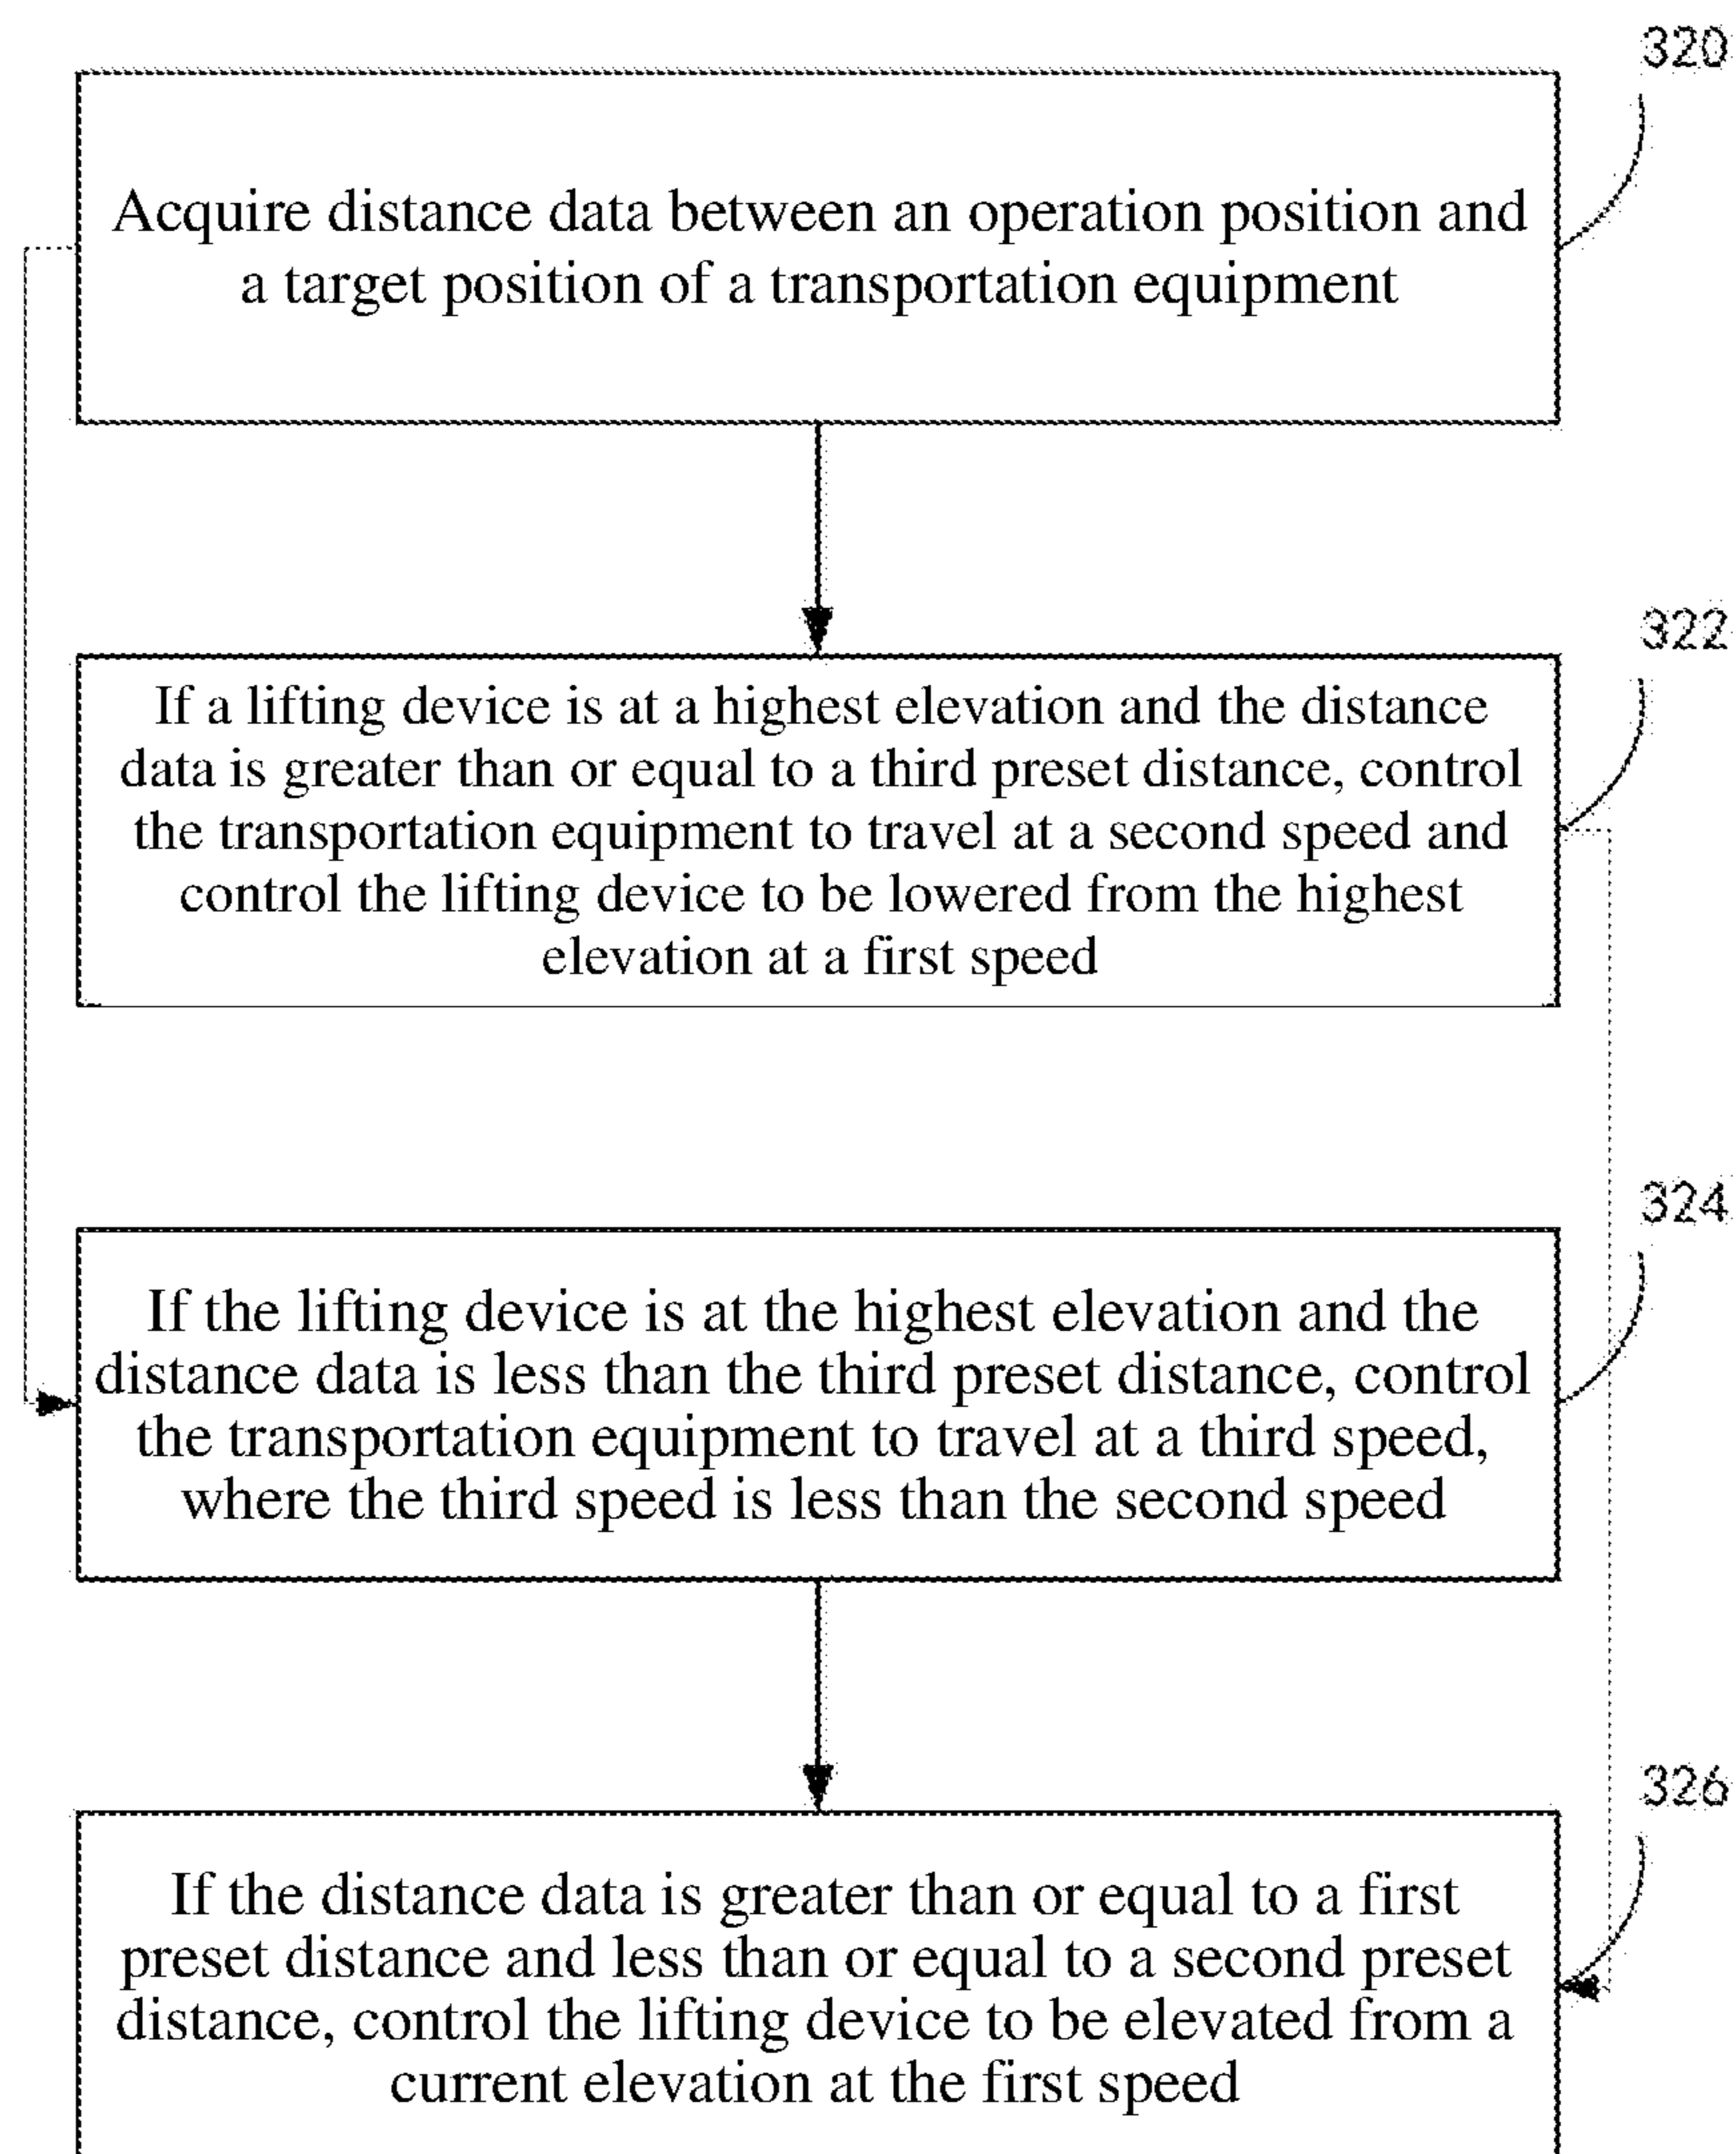 320
Acquire distance data between an operation position and
a target position of a transportation equipment
322
If a lifting device is at a highest elevation and the distance
data is greater than or equal to a third preset distance, control
the transportation equipment to travel at a second speed and
control the lifting device to be lowered from the highest
elevation at a first speed
324
If the lifting device is at the highest elevation and the
distance data is less than the third preset distance, control
the transportation equipment to travel at a third speed,
where the third speed is less than the second speed
326
If the distance data is greater than or equal to a first
preset distance and less than or equal to a second preset
distance, control the lifting device to be elevated from a
current elevation at the first speed